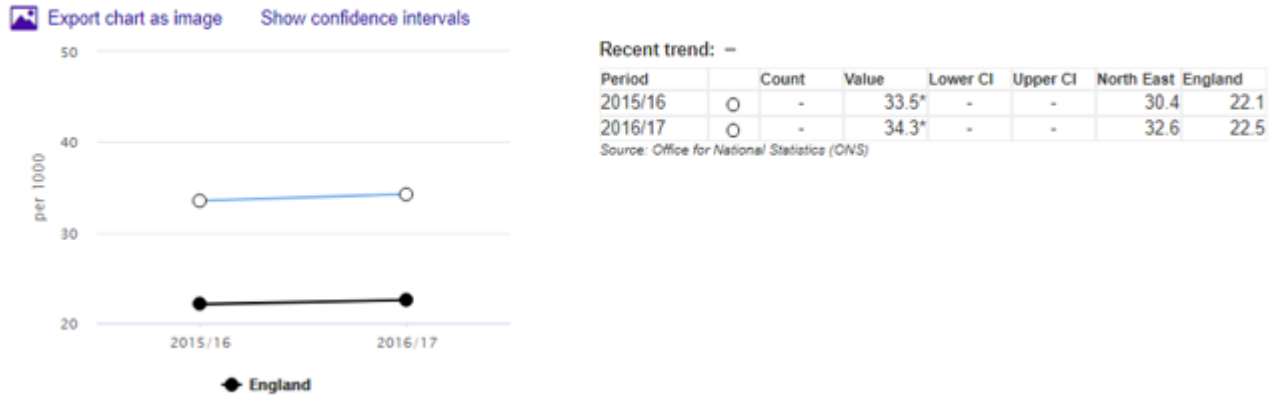 Export chart as image Show confidence intervals
50
40
30
20
per 1000
2015/16 2016/17
England
Recent trend: –
Period Count Value Lower CI Upper CI North East England
2015/16 - 33.5* - - 30.4 22.1
2016/17 - 34.3* - - 32.6 22.5
Source: Office for National Statistics (ONS)